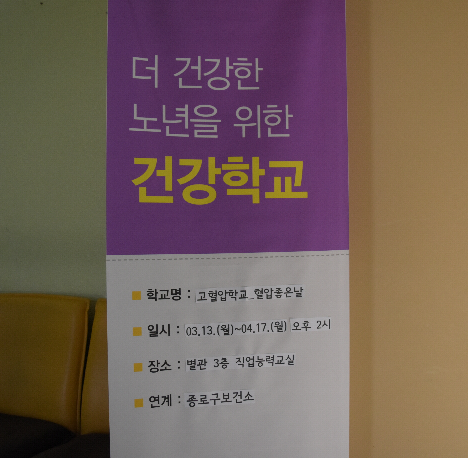 더 건강한
노년을 위한
건강학교
학교명 : 고혈압학교_혈압좋은날
일시 : 03.13.(월)~04.17.(월) 오후 2시
장소 : 별관 3층 직업능력교실
연계 : 종로구보건소